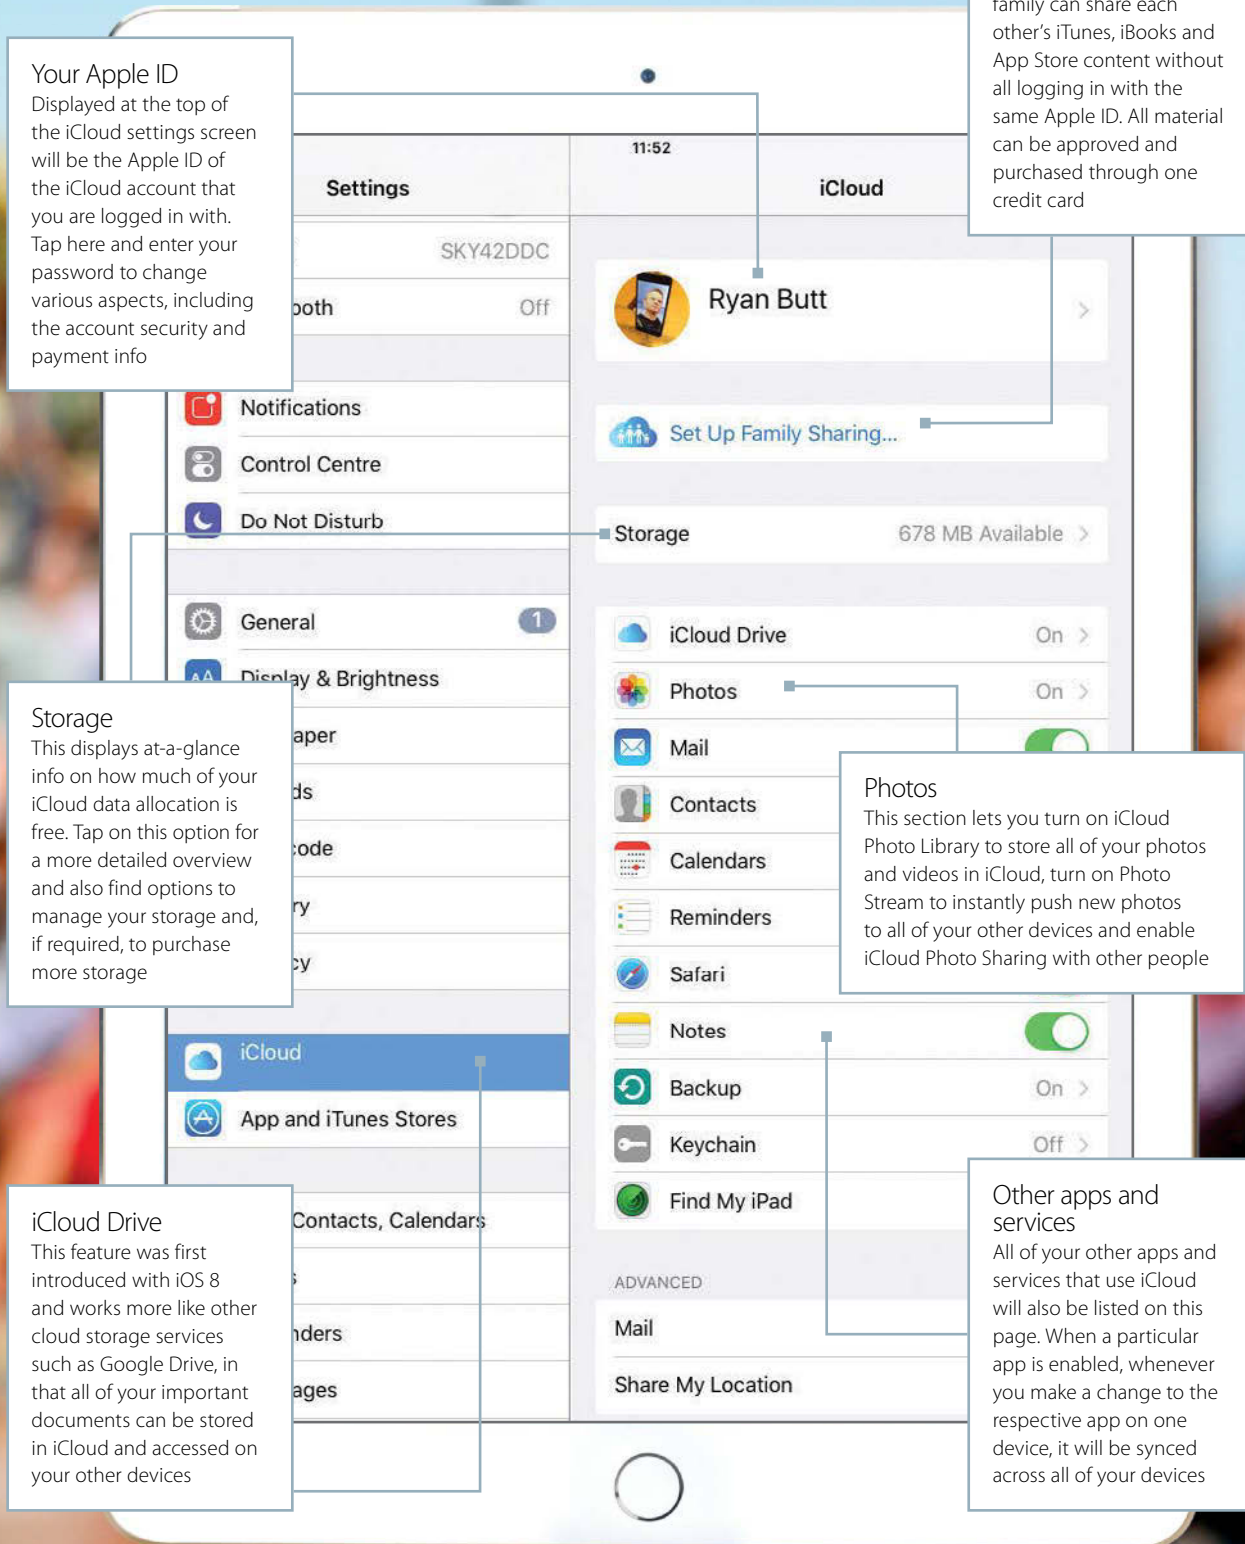 family can share each
other's iTunes, iBooks and
App Store content without
all logging in with the
same Apple ID. All material
can be approved and
purchased through one
credit card
Your Apple ID
Displayed at the top of
the iCloud settings screen
will be the Apple ID of
the iCloud account that
you are logged in with.
Tap here and enter your
password to change
various aspects, including
the account security and
payment info
Storage
This displays at-a-glance
info on how much of your
iCloud data allocation is
free. Tap on this option for
a more detailed overview
and also find options to
manage your storage and,
if required, to purchase
more storage
iCloud Drive
This feature was first
introduced with iOS 8
and works more like other
cloud storage services
such as Google Drive, in
that all of your important
documents can be stored
in iCloud and accessed on
your other devices
Settings
SKY42DDC
ooth Off
Notifications
Control Centre
Do Not Disturb
General 1
AA Display & Brightness
aper
ds
code
ry
cy
iCloud
App and iTunes Stores
Contacts, Calendars
s
nders
ages
11:52
iCloud
Ryan Butt
Set Up Family Sharing...
Storage 678 MB Available
iCloud Drive On
Photos On
Mail
Contacts
Calendars
Reminders
Safari
Notes
Backup On
Keychain Off
Find My iPad
ADVANCED
Mail
Share My Location
Photos
This section lets you turn on iCloud
Photo Library to store all of your photos
and videos in iCloud, turn on Photo
Stream to instantly push new photos
to all of your other devices and enable
iCloud Photo Sharing with other people
Other apps and
services
All of your other apps and
services that use iCloud
will also be listed on this
page. When a particular
app is enabled, whenever
you make a change to the
respective app on one
device, it will be synced
across all of your devices